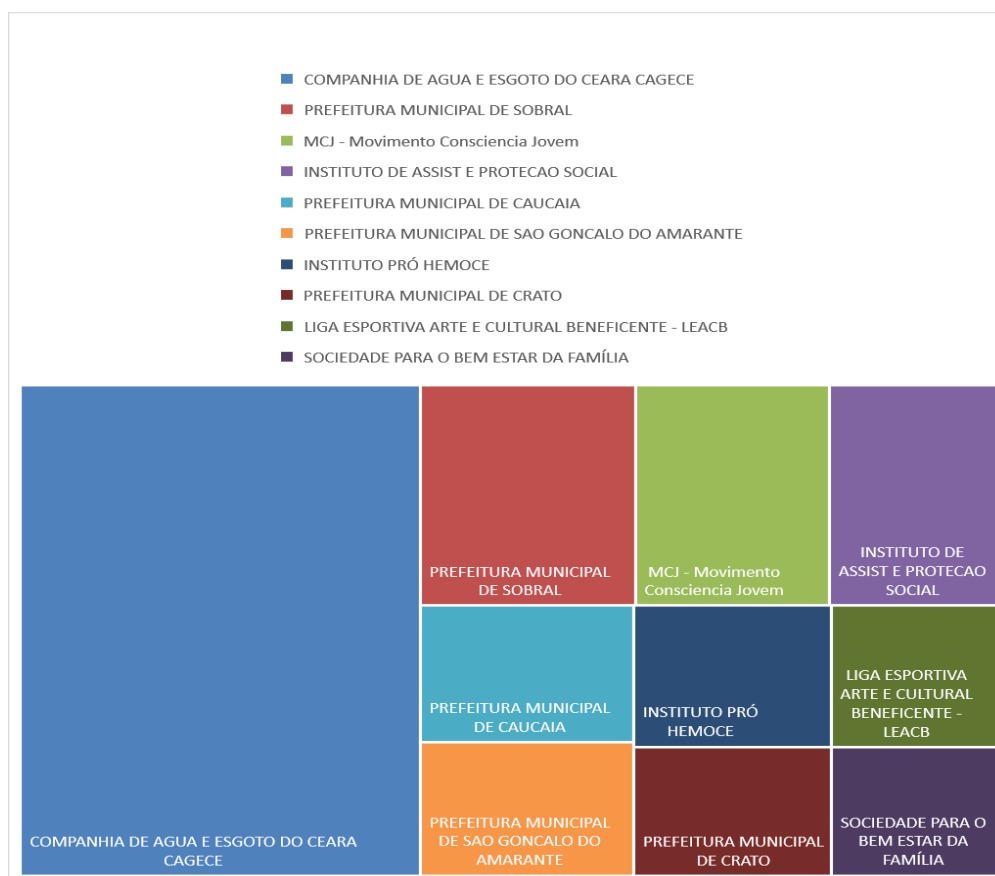 COMPANHIA DE AGUA E ESGOTO DO CEARA CAGECE
PREFEITURA MUNICIPAL DE SOBRAL
MCJ - Movimento Consciencia Jovem
INSTITUTO DE ASSIST E PROTECAO SOCIAL
PREFEITURA MUNICIPAL DE CAUCAIA
PREFEITURA MUNICIPAL DE SAO GONCALO DO AMARANTE
INSTITUTO PRÓ HEMOCE
PREFEITURA MUNICIPAL DE CRATO
LIGA ESPORTIVA ARTE E CULTURAL BENEFICENTE - LEACB
SOCIEDADE PARA O BEM ESTAR DA FAMÍLIA
COMPANHIA DE AGUA E ESGOTO DO CEARA
CAGECE
PREFEITURA MUNICIPAL
DE SOBRAL
MCJ - Movimento
Consciencia Jovem
INSTITUTO DE
ASSIST E PROTECAO
SOCIAL
PREFEITURA MUNICIPAL
DE CAUCAIA
INSTITUTO PRÓ
HEMOCE
LIGA ESPORTIVA
ARTE E CULTURAL
BENEFICENTE -
LEACB
PREFEITURA MUNICIPAL
DE SAO GONCALO DO
AMARANTE
PREFEITURA MUNICIPAL
DE CRATO
SOCIEDADE PARA O
BEM ESTAR DA
FAMÍLIA